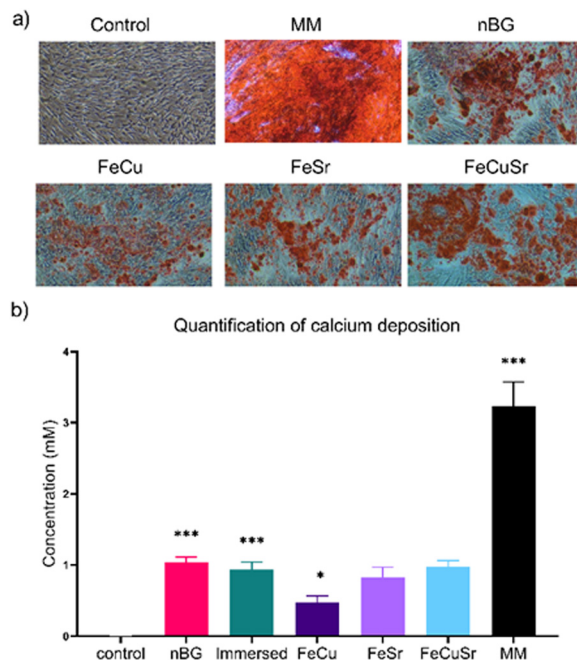 a)
Control MM nBG
FeCu FeSr FeCuSr
b)
Quantification of calcium deposition
Concentration (mM)
4
3
2
1
0
***
***
***
*
control nBG Immersed FeCu FeSr FeCuSr MM